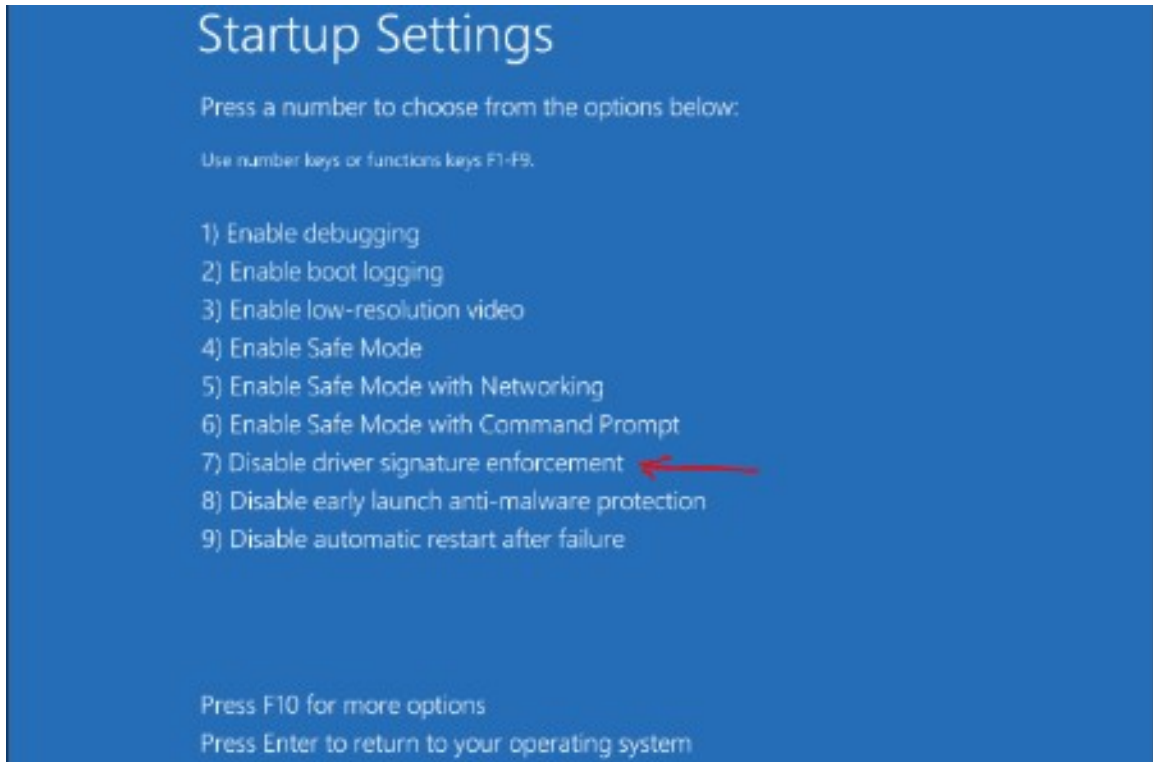 Startup Settings
Press a number to choose from the options below:
Use number keys or functions keys F1-F9.
1) Enable debugging
2) Enable boot logging
3) Enable low-resolution video
4) Enable Safe Mode
5) Enable Safe Mode with Networking
6) Enable Safe Mode with Command Prompt
7) Disable driver signature enforcement
8) Disable early launch anti-malware protection
9) Disable automatic restart after failure
Press F10 for more options
Press Enter to return to your operating system